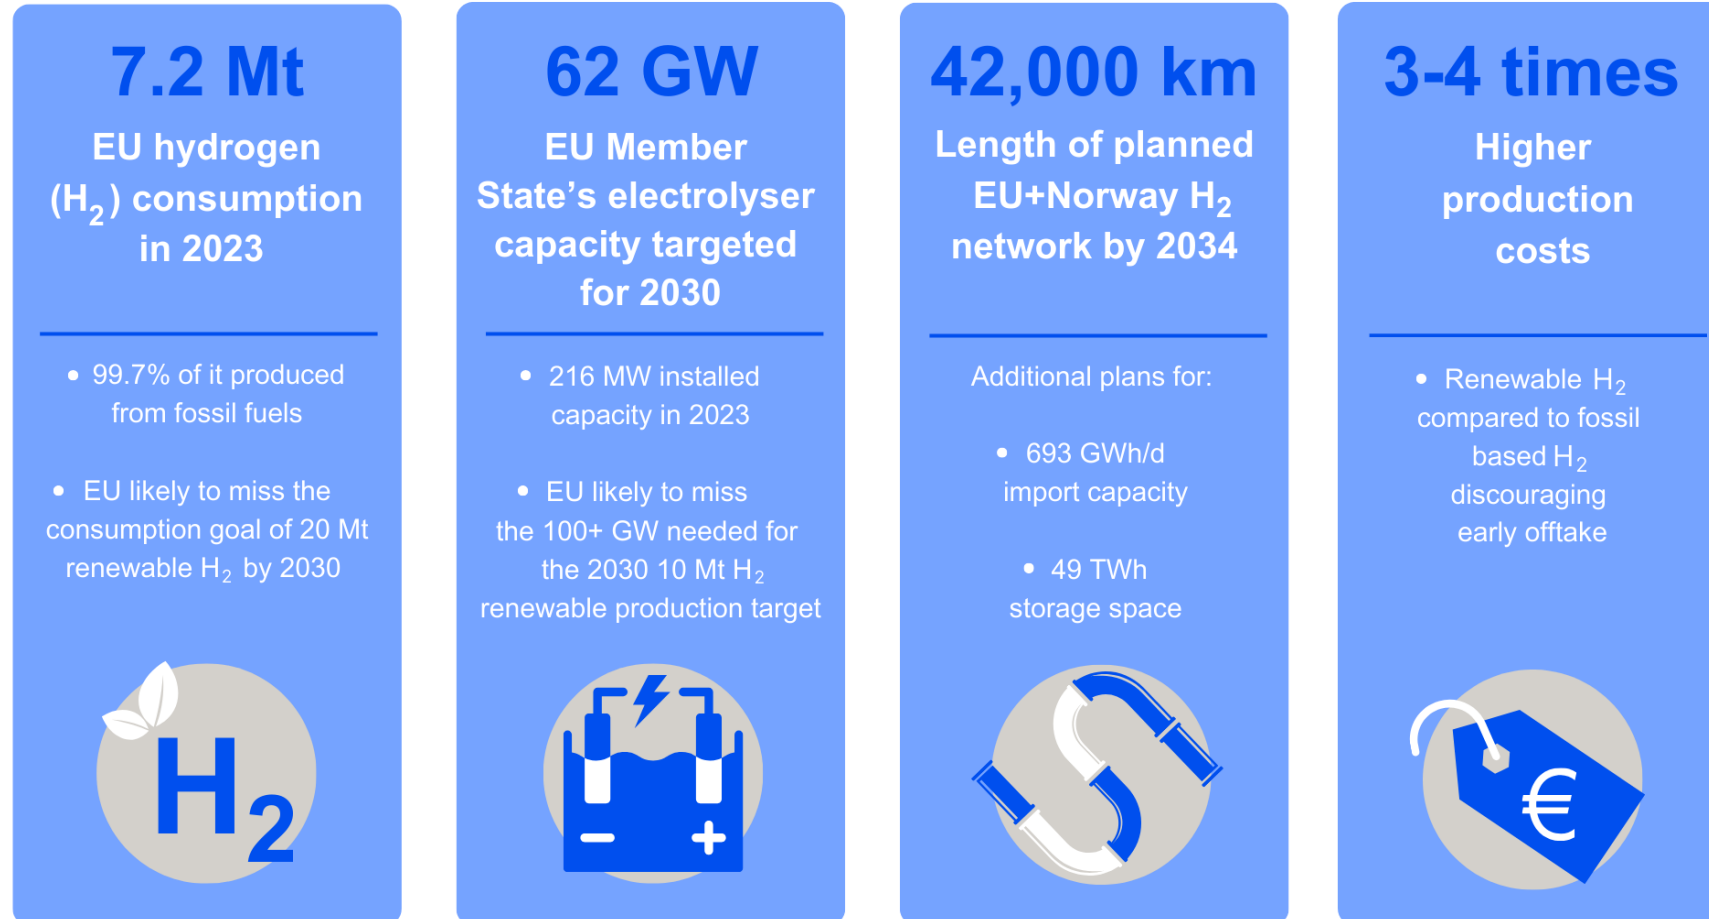 7.2 Mt
EU hydrogen
(H₂) consumption
in 2023
• 99.7% of it produced
from fossil fuels
• EU likely to miss the
consumption goal of 20 Mt
renewable H₂ by 2030
H₂
62 GW
EU Member
State’s electrolyser
capacity targeted
for 2030
• 216 MW installed
capacity in 2023
• EU likely to miss
the 100+ GW needed for
the 2030 10 Mt H₂
renewable production target
42,000 km
Length of planned
EU+Norway H₂
network by 2034
Additional plans for:
• 693 GWh/d
import capacity
• 49 TWh
storage space
3-4 times
Higher
production
costs
• Renewable H₂
compared to fossil
based H₂
discouraging
early offtake
€